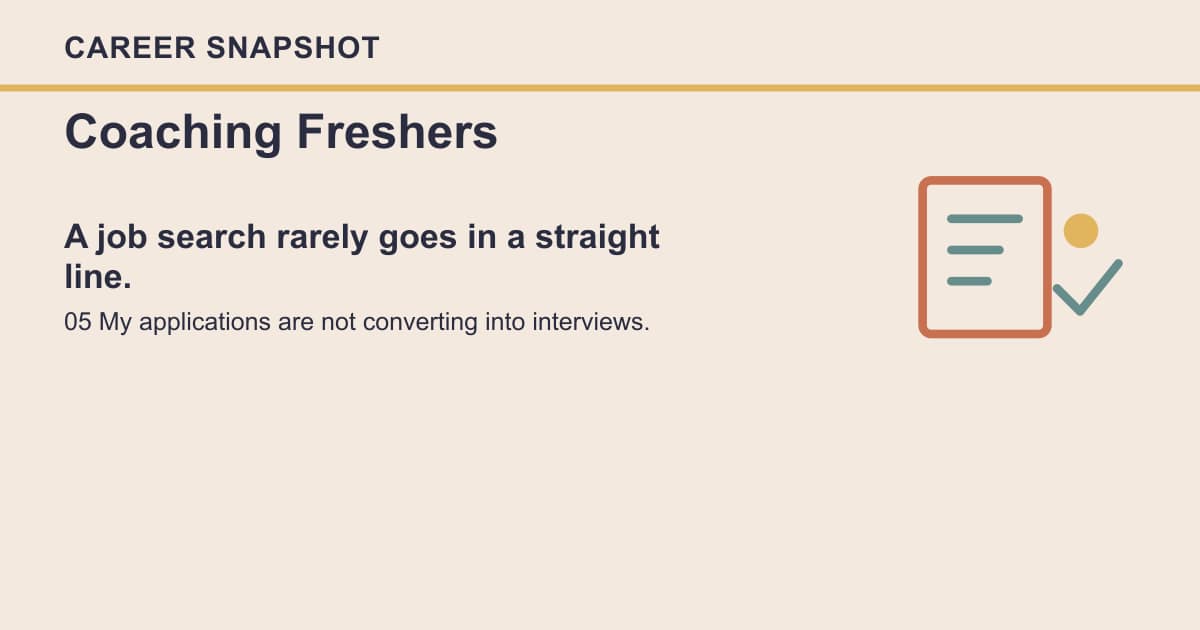 CAREER SNAPSHOT
Coaching Freshers
A job search rarely goes in a straight
line.
05 My applications are not converting into interviews.